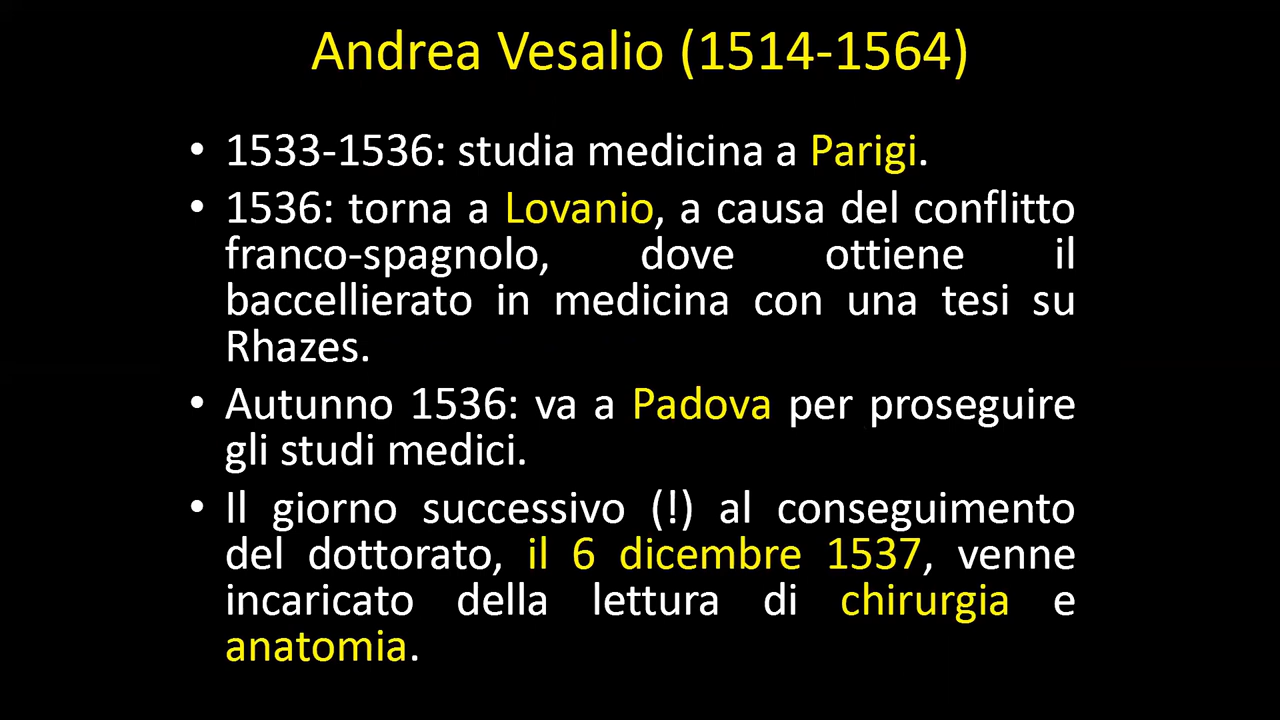 Andrea Vesalio (1514-1564)
• 1533-1536: studia medicina a Parigi.
• 1536: torna a Lovanio, a causa del conflitto
franco-spagnolo, dove ottiene il
baccellierato in medicina con una tesi su
Rhazes.
• Autunno 1536: va a Padova per proseguire
gli studi medici.
• Il giorno successivo (!) al conseguimento
del dottorato, il 6 dicembre 1537, venne
incaricato della lettura di chirurgia e
anatomia.